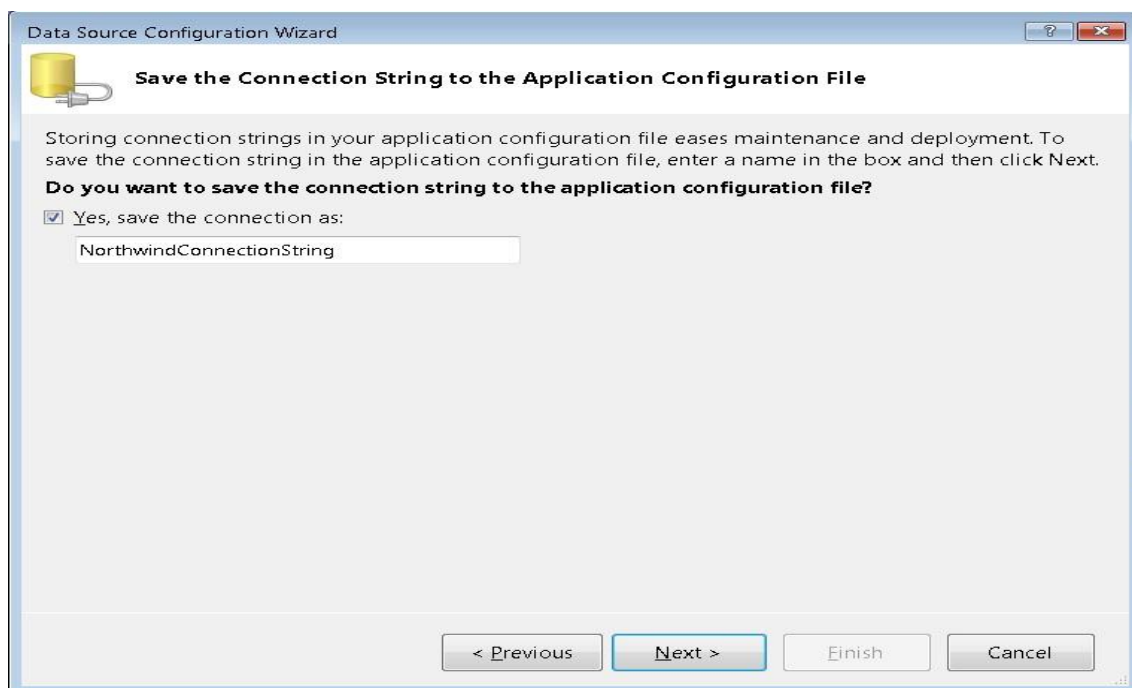 Data Source Configuration Wizard
?
Save the Connection String to the Application Configuration File
Storing connection strings in your application configuration file eases maintenance and deployment. To
save the connection string in the application configuration file, enter a name in the box and then click Next.
Do you want to save the connection string to the application configuration file?
Yes, save the connection as:
NorthwindConnectionString
< Previous Next > Finish Cancel